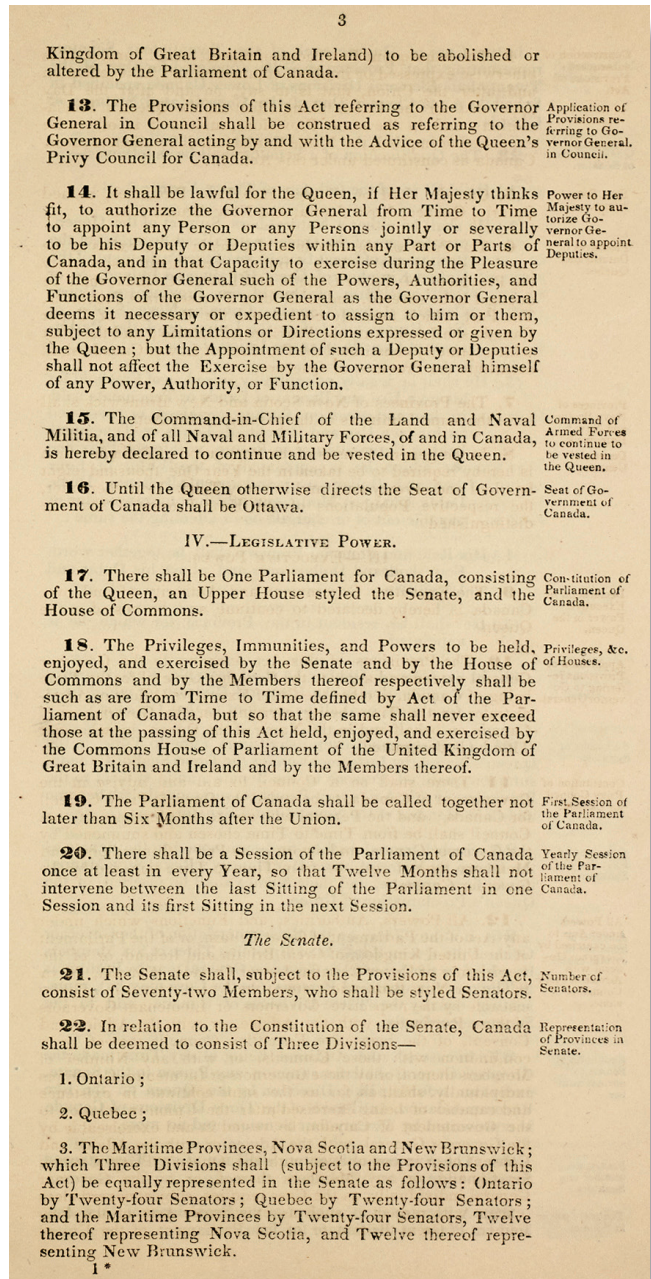 3
Kingdom of Great Britain and Ireland) to be abolished or
altered by the Parliament of Canada.
13. The Provisions of this Act referring to the Governor
General in Council shall be construed as referring to the
Governor General acting by and with the Advice of the Queen's
Privy Council for Canada.
Application of
Provisions re-
ferring to Go-
vernor General.
in Council.
14. It shall be lawful for the Queen, if Her Majesty thinks
fit, to authorize the Governor General from Time to Time
to appoint any Person or any Persons jointly or severally
to be his Deputy or Deputies within any Part or Parts of
Canada, and in that Capacity to exercise during the Pleasure
of the Governor General such of the Powers, Authorities, and
Functions of the Governor General as the Governor General
deems it necessary or expedient to assign to him or them,
subject to any Limitations or Directions expressed or given by
the Queen ; but the Appointment of such a Deputy or Deputies
shall not affect the Exercise by the Governor General himself
of any Power, Authority, or Function.
Power to Her
Majesty to au-
torize Go-
vernor Ge-
neral to appoint
Deputies.
15. The Command-in-Chief of the Land and Naval
Militia, and of all Naval and Military Forces, of and in Canada,
is hereby declared to continue and be vested in the Queen.
Command of
Armed Forces
to continue to
be vested in
the Queen.
16. Until the Queen otherwise directs the Seat of Govern-
ment of Canada shall be Ottawa.
Seat of Go-
vernment of
Canada.
IV.—LEGISLATIVE POWER.
17. There shall be One Parliament for Canada, consisting
of the Queen, an Upper House styled the Senate, and the
House of Commons.
Constitution of
Parliament of
Canada.
18. The Privileges, Immunities, and Powers to be held,
enjoyed, and exercised by the Senate and by the House of
Commons and by the Members thereof respectively shall be
such as are from Time to Time defined by Act of the Par-
liament of Canada, but so that the same shall never exceed
those at the passing of this Act held, enjoyed, and exercised by
the Commons House of Parliament of the United Kingdom of
Great Britain and Ireland and by the Members thereof.
Privileges, &c.
of Houses.
19. The Parliament of Canada shall be called together not
later than Six Months after the Union.
First Session of
the Parliament
of Canada.
20. There shall be a Session of the Parliament of Canada
once at least in every Year, so that Twelve Months shall not
intervene between the last Sitting of the Parliament in one
Session and its first Sitting in the next Session.
Yearly Session
of the Par-
liament of
Canada.
The Senate.
21. The Senate shall, subject to the Provisions of this Act,
consist of Seventy-two Members, who shall be styled Senators.
Number of
Senators.
22. In relation to the Constitution of the Senate, Canada
shall be deemed to consist of Three Divisions—
Representation
of Provinces in
Senate.
1. Ontario ;
2. Quebec ;
3. The Maritime Provinces, Nova Scotia and New Brunswick ;
which Three Divisions shall (subject to the Provisions of this
Act) be equally represented in the Senate as follows : Ontario
by Twenty-four Senators ; Quebec by Twenty-four Senators ;
and the Maritime Provinces by Twenty-four Senators, Twelve
thereof representing Nova Scotia, and Twelve thereof repre-
senting New Brunswick.
1 *